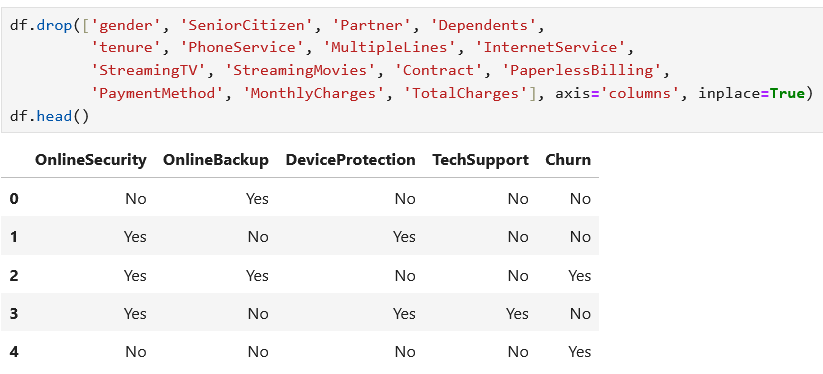 df.drop(['gender', 'SeniorCitizen', 'Partner', 'Dependents',
'tenure', 'PhoneService', 'MultipleLines', 'InternetService',
'StreamingTV', 'StreamingMovies', 'Contract', 'PaperlessBilling',
'PaymentMethod', 'MonthlyCharges', 'TotalCharges'], axis='columns', inplace=True)
df.head()
OnlineSecurity OnlineBackup DeviceProtection TechSupport Churn
0 No Yes No No No
1 Yes No Yes No No
2 Yes Yes No No Yes
3 Yes No Yes Yes No
4 No No No No Yes